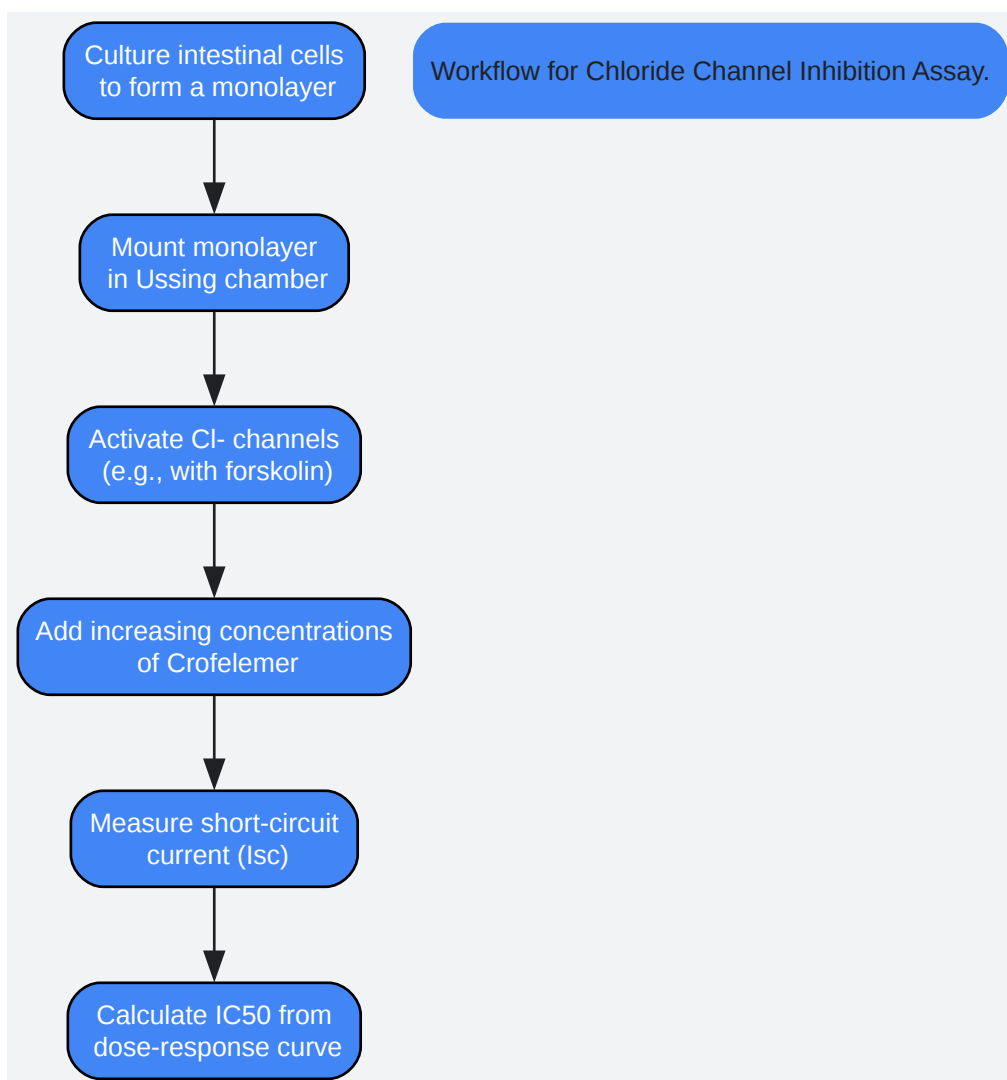 Culture intestinal cells
to form a monolayer
Workflow for Chloride Channel Inhibition Assay.
Mount monolayer
in Ussing chamber
Activate Cl- channels
(e.g., with forskolin)
Add increasing concentrations
of Crofelemer
Measure short-circuit
current (Isc)
Calculate IC50 from
dose-response curve